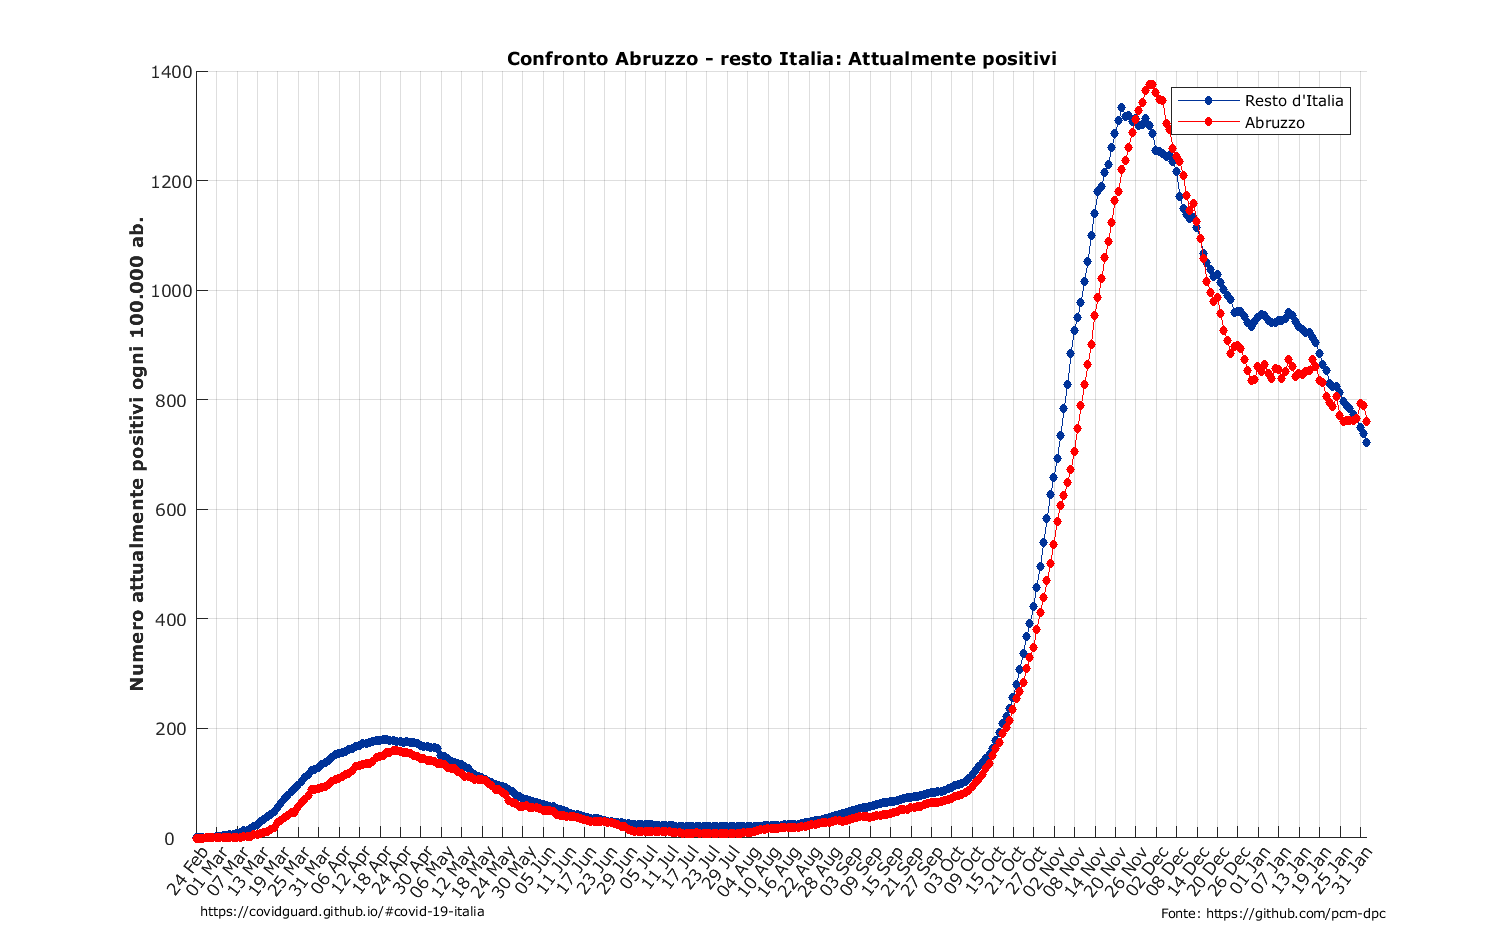 Confronto Abruzzo - resto Italia: Attualmente positivi
Numero attualmente positivi ogni 100.000 ab.
1400
1200
1000
800
600
400
200
0
Resto d'Italia
Abruzzo
24 Feb
01 Mar
07 Mar
13 Mar
19 Mar
25 Mar
31 Mar
06 Apr
12 Apr
18 Apr
24 Apr
30 Apr
06 May
12 May
18 May
24 May
30 May
05 Jun
11 Jun
17 Jun
23 Jun
29 Jun
05 Jul
11 Jul
17 Jul
23 Jul
29 Jul
04 Aug
10 Aug
16 Aug
22 Aug
28 Aug
03 Sep
09 Sep
15 Sep
21 Sep
27 Sep
03 Oct
09 Oct
15 Oct
21 Oct
27 Oct
02 Nov
08 Nov
14 Nov
20 Nov
26 Nov
02 Dec
08 Dec
14 Dec
20 Dec
26 Dec
01 Jan
07 Jan
13 Jan
19 Jan
25 Jan
31 Jan
https://covidguard.github.io/#covid-19-italia
Fonte: https://github.com/pcm-dpc